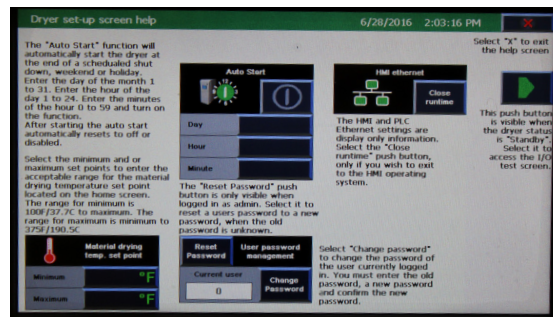 Dryer set-up screen help
6/28/2016 2:03:16 PM
The "Auto Start" function will
automatically start the dryer at
the end of a schedualed shut
down, weekend or holiday.
Enter the day of the month 1
to 31. Enter the hour of the
day 1 to 24. Enter the minutes
of the hour 0 to 59 and turn on
the function.
After starting the auto start
automatically resets to off or
disabled.
Select the minimum and or
maximum set points to enter the
acceptable range for the material
drying temperature set point
located on the home screen.
The range for minimum is
100F/37.7C to maximum. The
range for maximum is minimum to
375F/190.5C
Material drying
temp. set point
Minimum °F
Maximum °F
Auto Start
Day
Hour
Minute
The "Reset Password" push
button is only visible when
logged in as admin. Select it to
reset a users password to a new
password, when the old
password is unknown.
Reset
Password
User password
management
Current user
0
Change
Password
HMI ethernet
Close
runtime
The HMI and PLC
Ethernet settings are
display only information.
Select the "Close
runtime" push button,
only if you wish to exit
to the HMI operating
system.
Select "Change password"
to change the password of
the user currently logged
in. You must enter the old
password, a new password
and confirm the new
password.
Select "X" to exit
the help screen
X
This push button
is visible when
the dryer status
is "Standby".
Select it to
access the I/O
test screen.